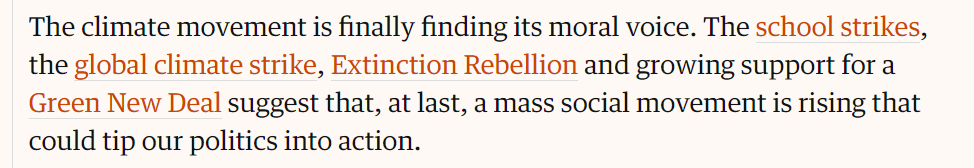 The climate movement is finally finding its moral voice. The school strikes,
the global climate strike, Extinction Rebellion and growing support for a
Green New Deal suggest that, at last, a mass social movement is rising that
could tip our politics into action.